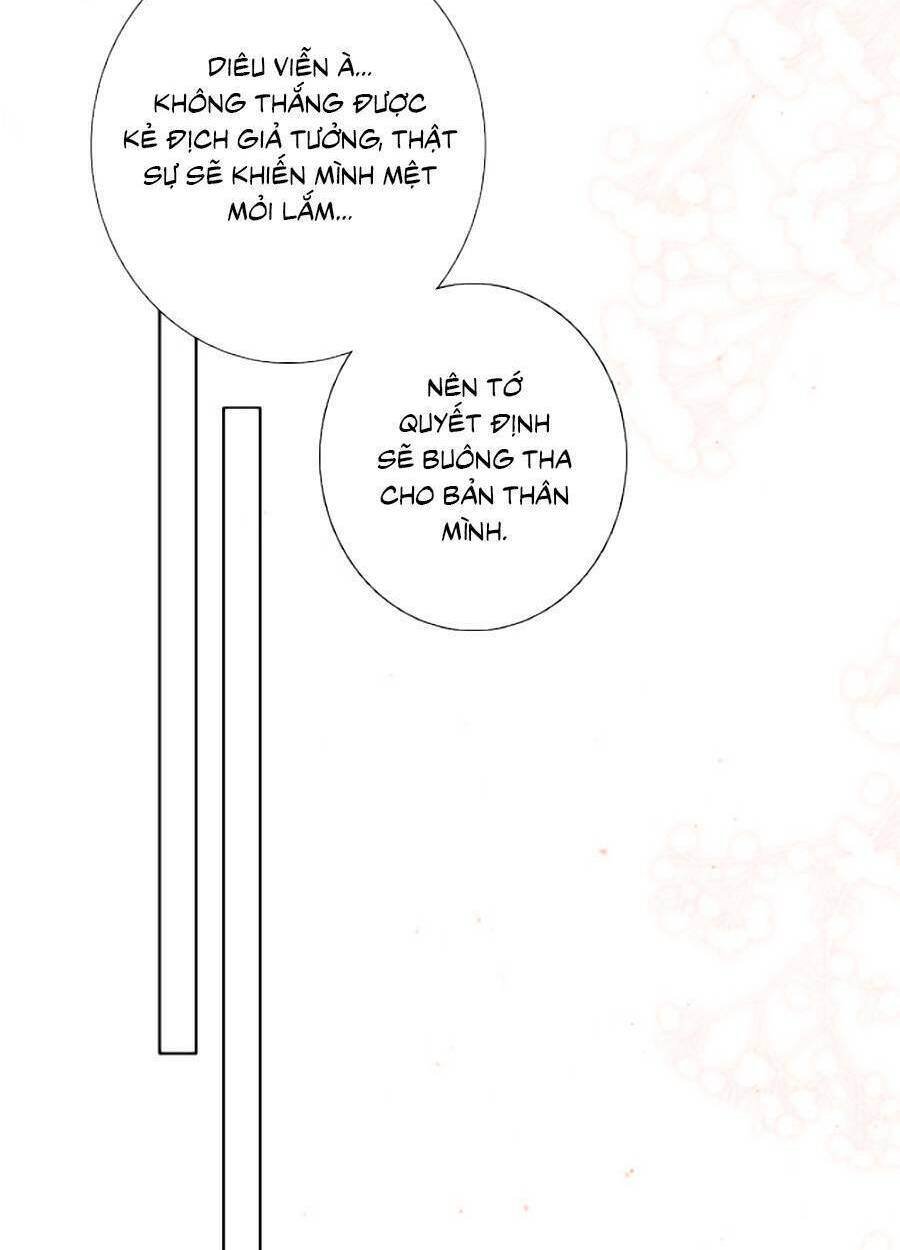 DIÊU VIỄN À...
KHÔNG THẮNG ĐƯỢC
KẺ ĐỊCH GIẢ TƯỞNG, THẬT
SỰ SẼ KHIẾN MÌNH MỆT
MỎI LẮM...
NÊN TỚ
QUYẾT ĐỊNH
SẼ BUÔNG THA
CHO BẢN THÂN
MÌNH.